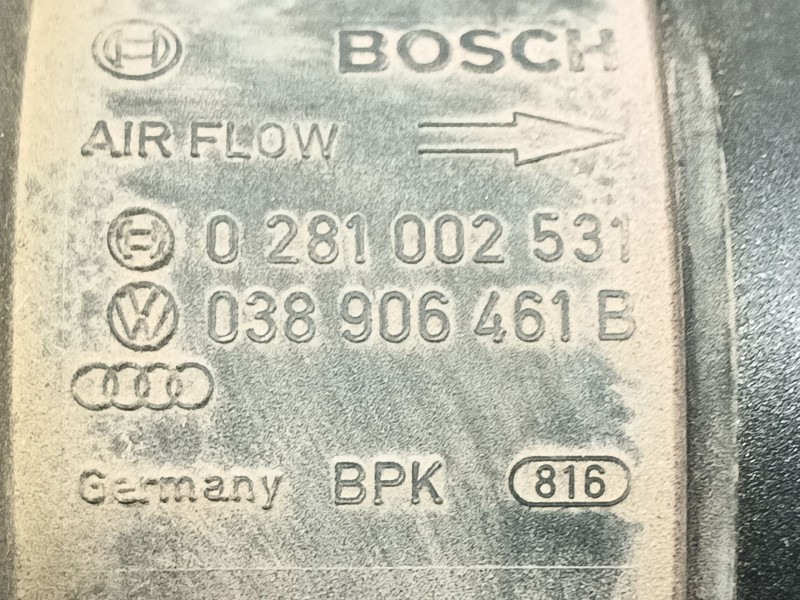 BOSCH
AIR FLOW
0 281 002 531
038 906 461 B
Germany BPK 816